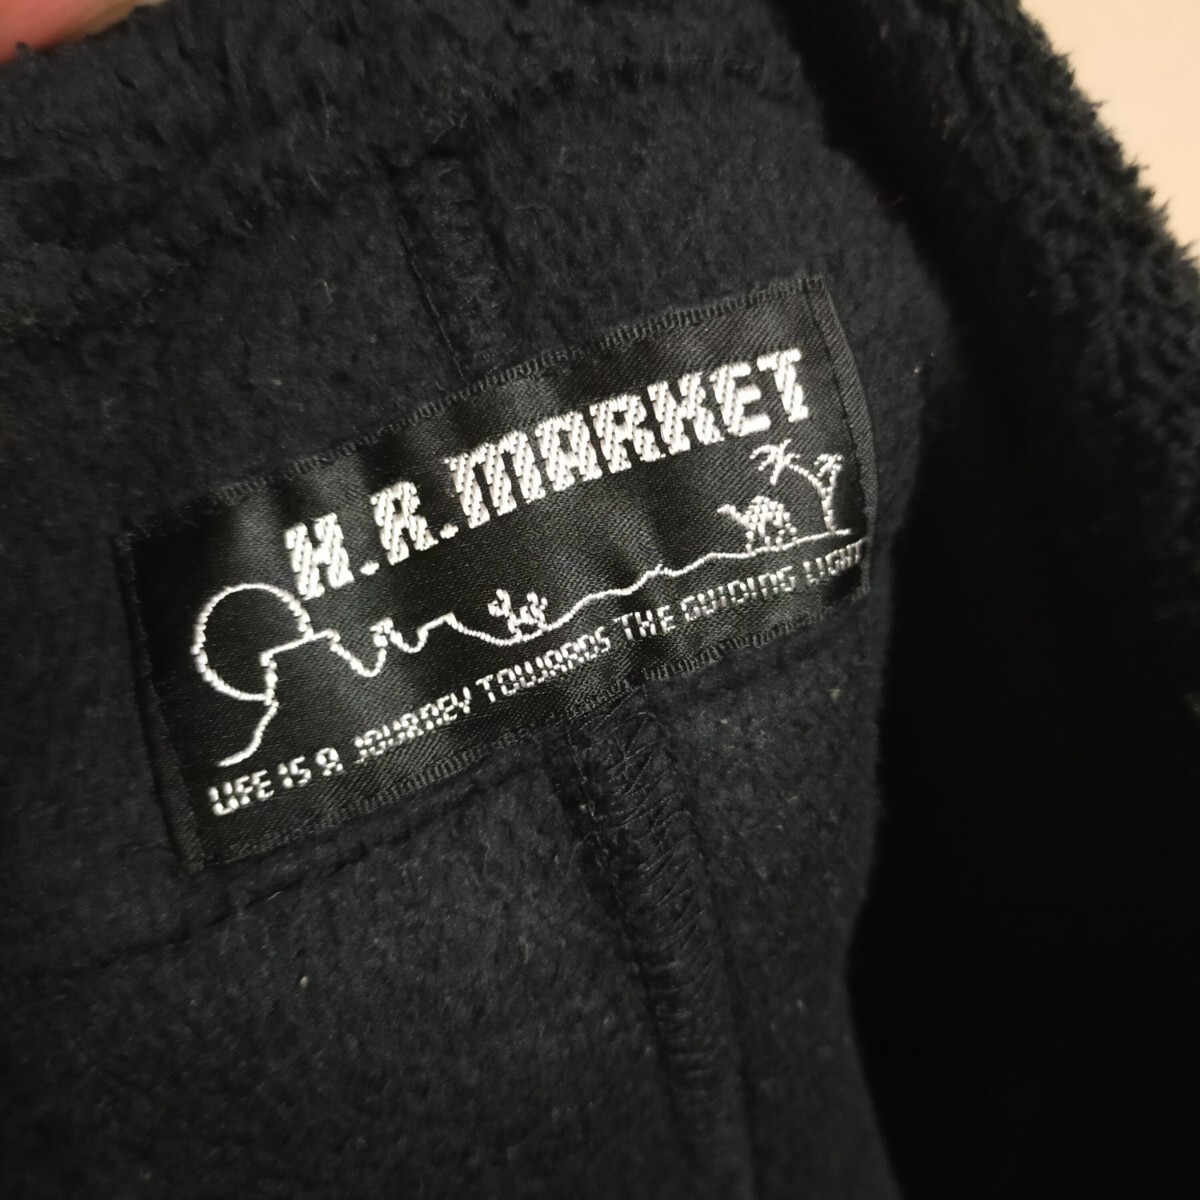 H.R.MARKET
LIFE IS A JOURNEY TOWARDS THE GUIDING LIGHT